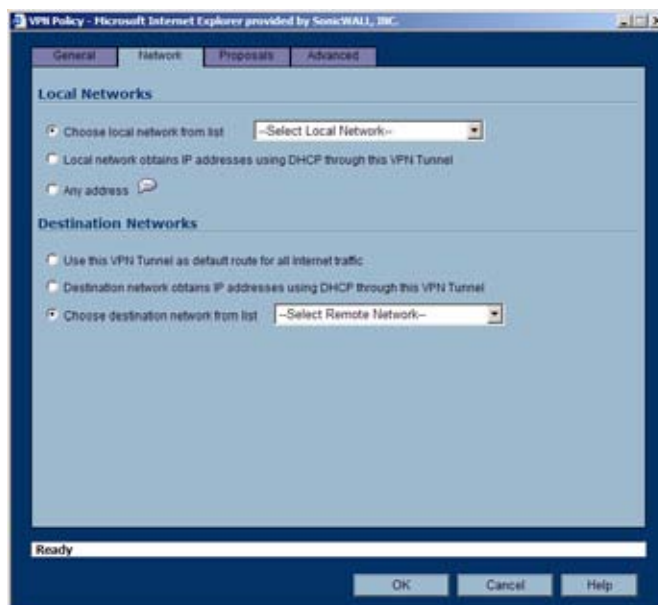 VPN Policy - Microsoft Internet Explorer provided by SonicWALL, INC.
General Network Proposals Advanced
Local Networks
Choose local network from list --Select Local Network--
Local network obtains IP addresses using DHCP through this VPN Tunnel
Any address
Destination Networks
Use this VPN Tunnel as default route for all Internet traffic
Destination network obtains IP addresses using DHCP through this VPN Tunnel
Choose destination network from list --Select Remote Network--
Ready
OK Cancel Help